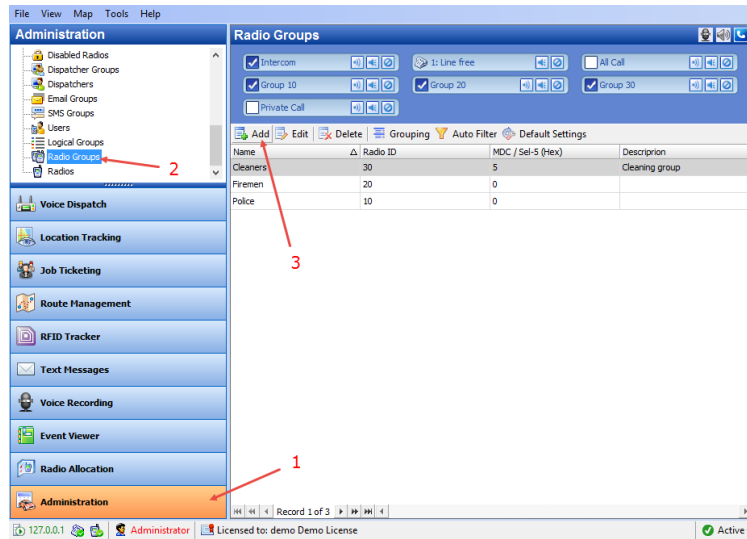 File View Map Tools Help
Administration
Radio Groups
Disabled Radios
Dispatcher Groups
Dispatchers
Email Groups
SMS Groups
Users
Logical Groups
Radio Groups
Radios
2
Intercom
1: Line free
All Call
Group 10
Group 20
Group 30
Private Call
Add Edit Delete Grouping Auto Filter Default Settings
Name Radio ID MDC / Sel-5 (Hex) Descriprion
Cleaners 30 5 Cleaning group
Firemen 20 0
Police 10 0
3
Voice Dispatch
Location Tracking
Job Ticketing
Route Management
RFID Tracker
Text Messages
Voice Recording
Event Viewer
Radio Allocation
Administration
1
Record 1 of 3
127.0.0.1 Administrator Licensed to: demo Demo License Active